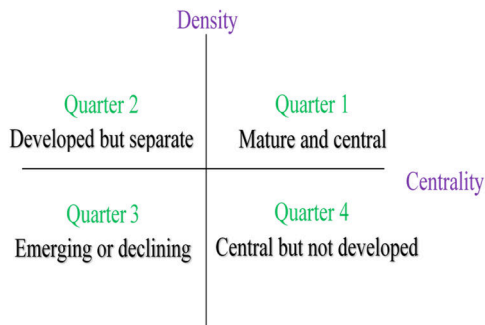 Density
Quarter 2
Developed but separate
Quarter 1
Mature and central
Centrality
Quarter 3
Emerging or declining
Quarter 4
Central but not developed